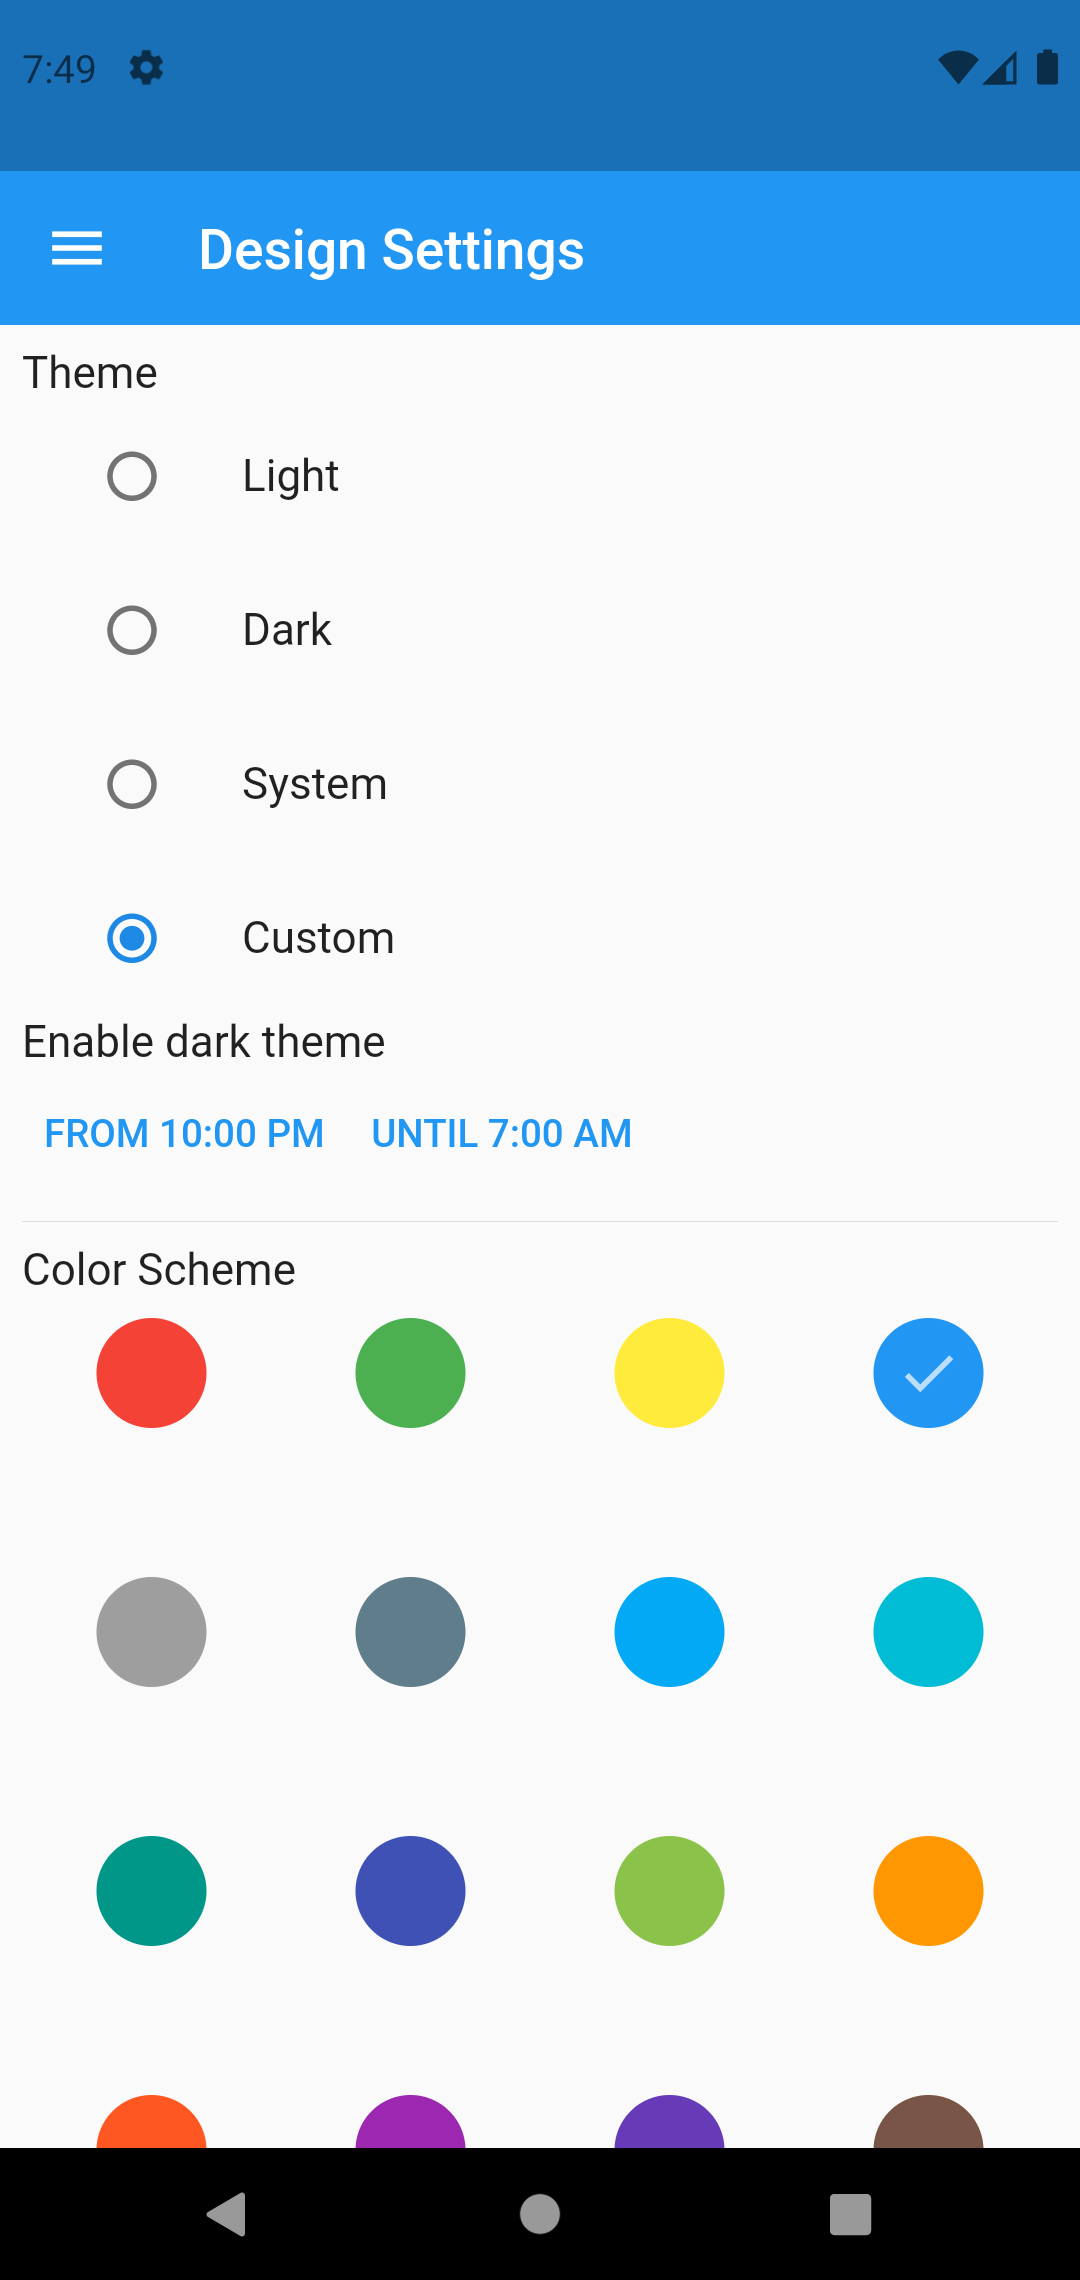 7:49
Design Settings
Theme
Light
Dark
System
Custom
Enable dark theme
FROM 10:00 PM UNTIL 7:00 AM
Color Scheme